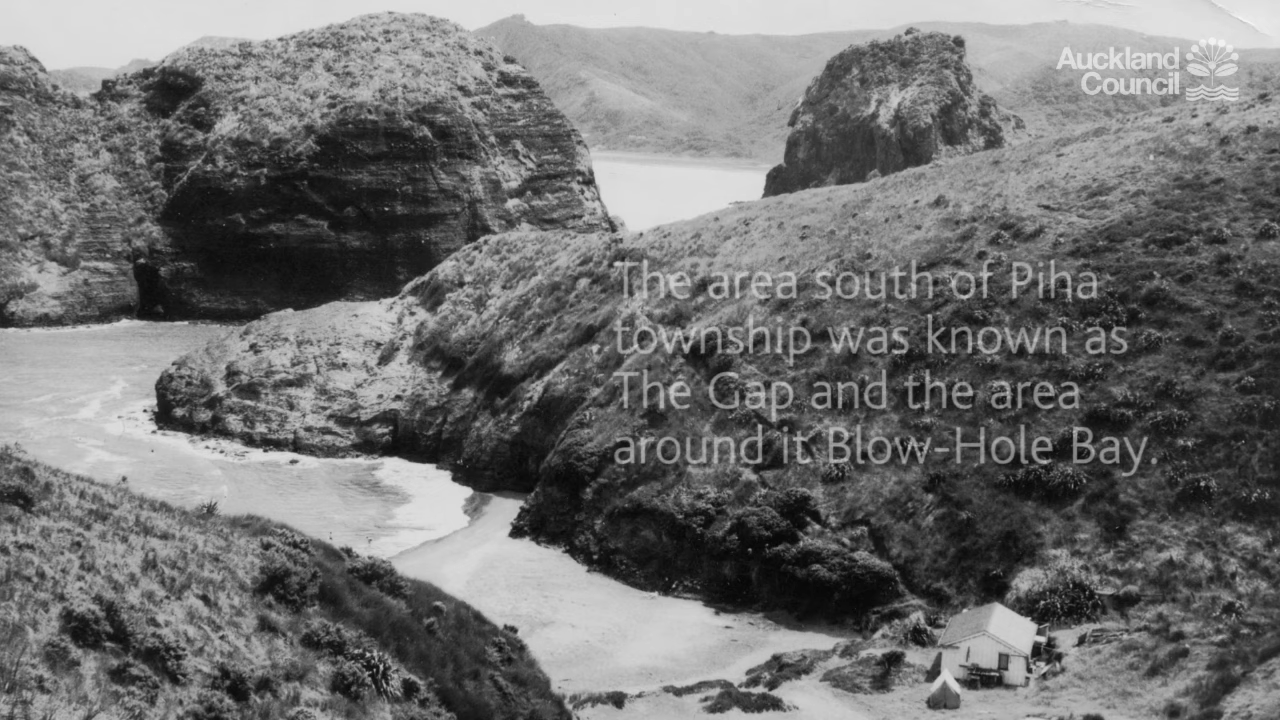 Auckland
Council
The area south of Piha
township was known as
The Gap and the area
around it Blow-Hole Bay.